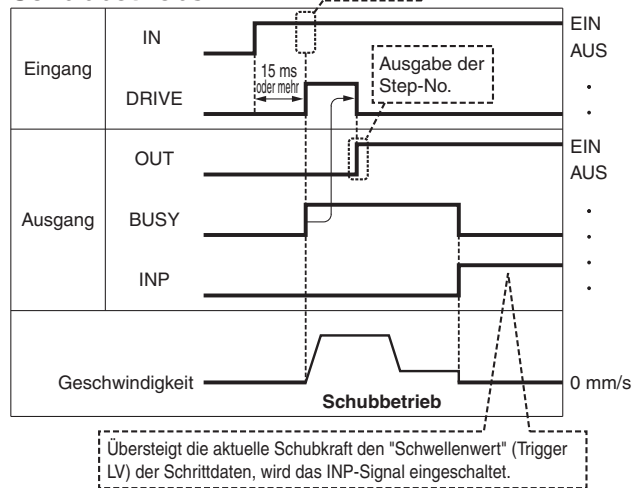 IN
EIN
AUS
Eingang
15 ms
oder mehr
Ausgabe der
Step-No.
DRIVE
OUT
EIN
AUS
Ausgang
BUSY
INP
Geschwindigkeit
0 mm/s
Schubbetrieb
Übersteigt die aktuelle Schubkraft den "Schwellenwert" (Trigger
LV) der Schrittdaten, wird das INP-Signal eingeschaltet.